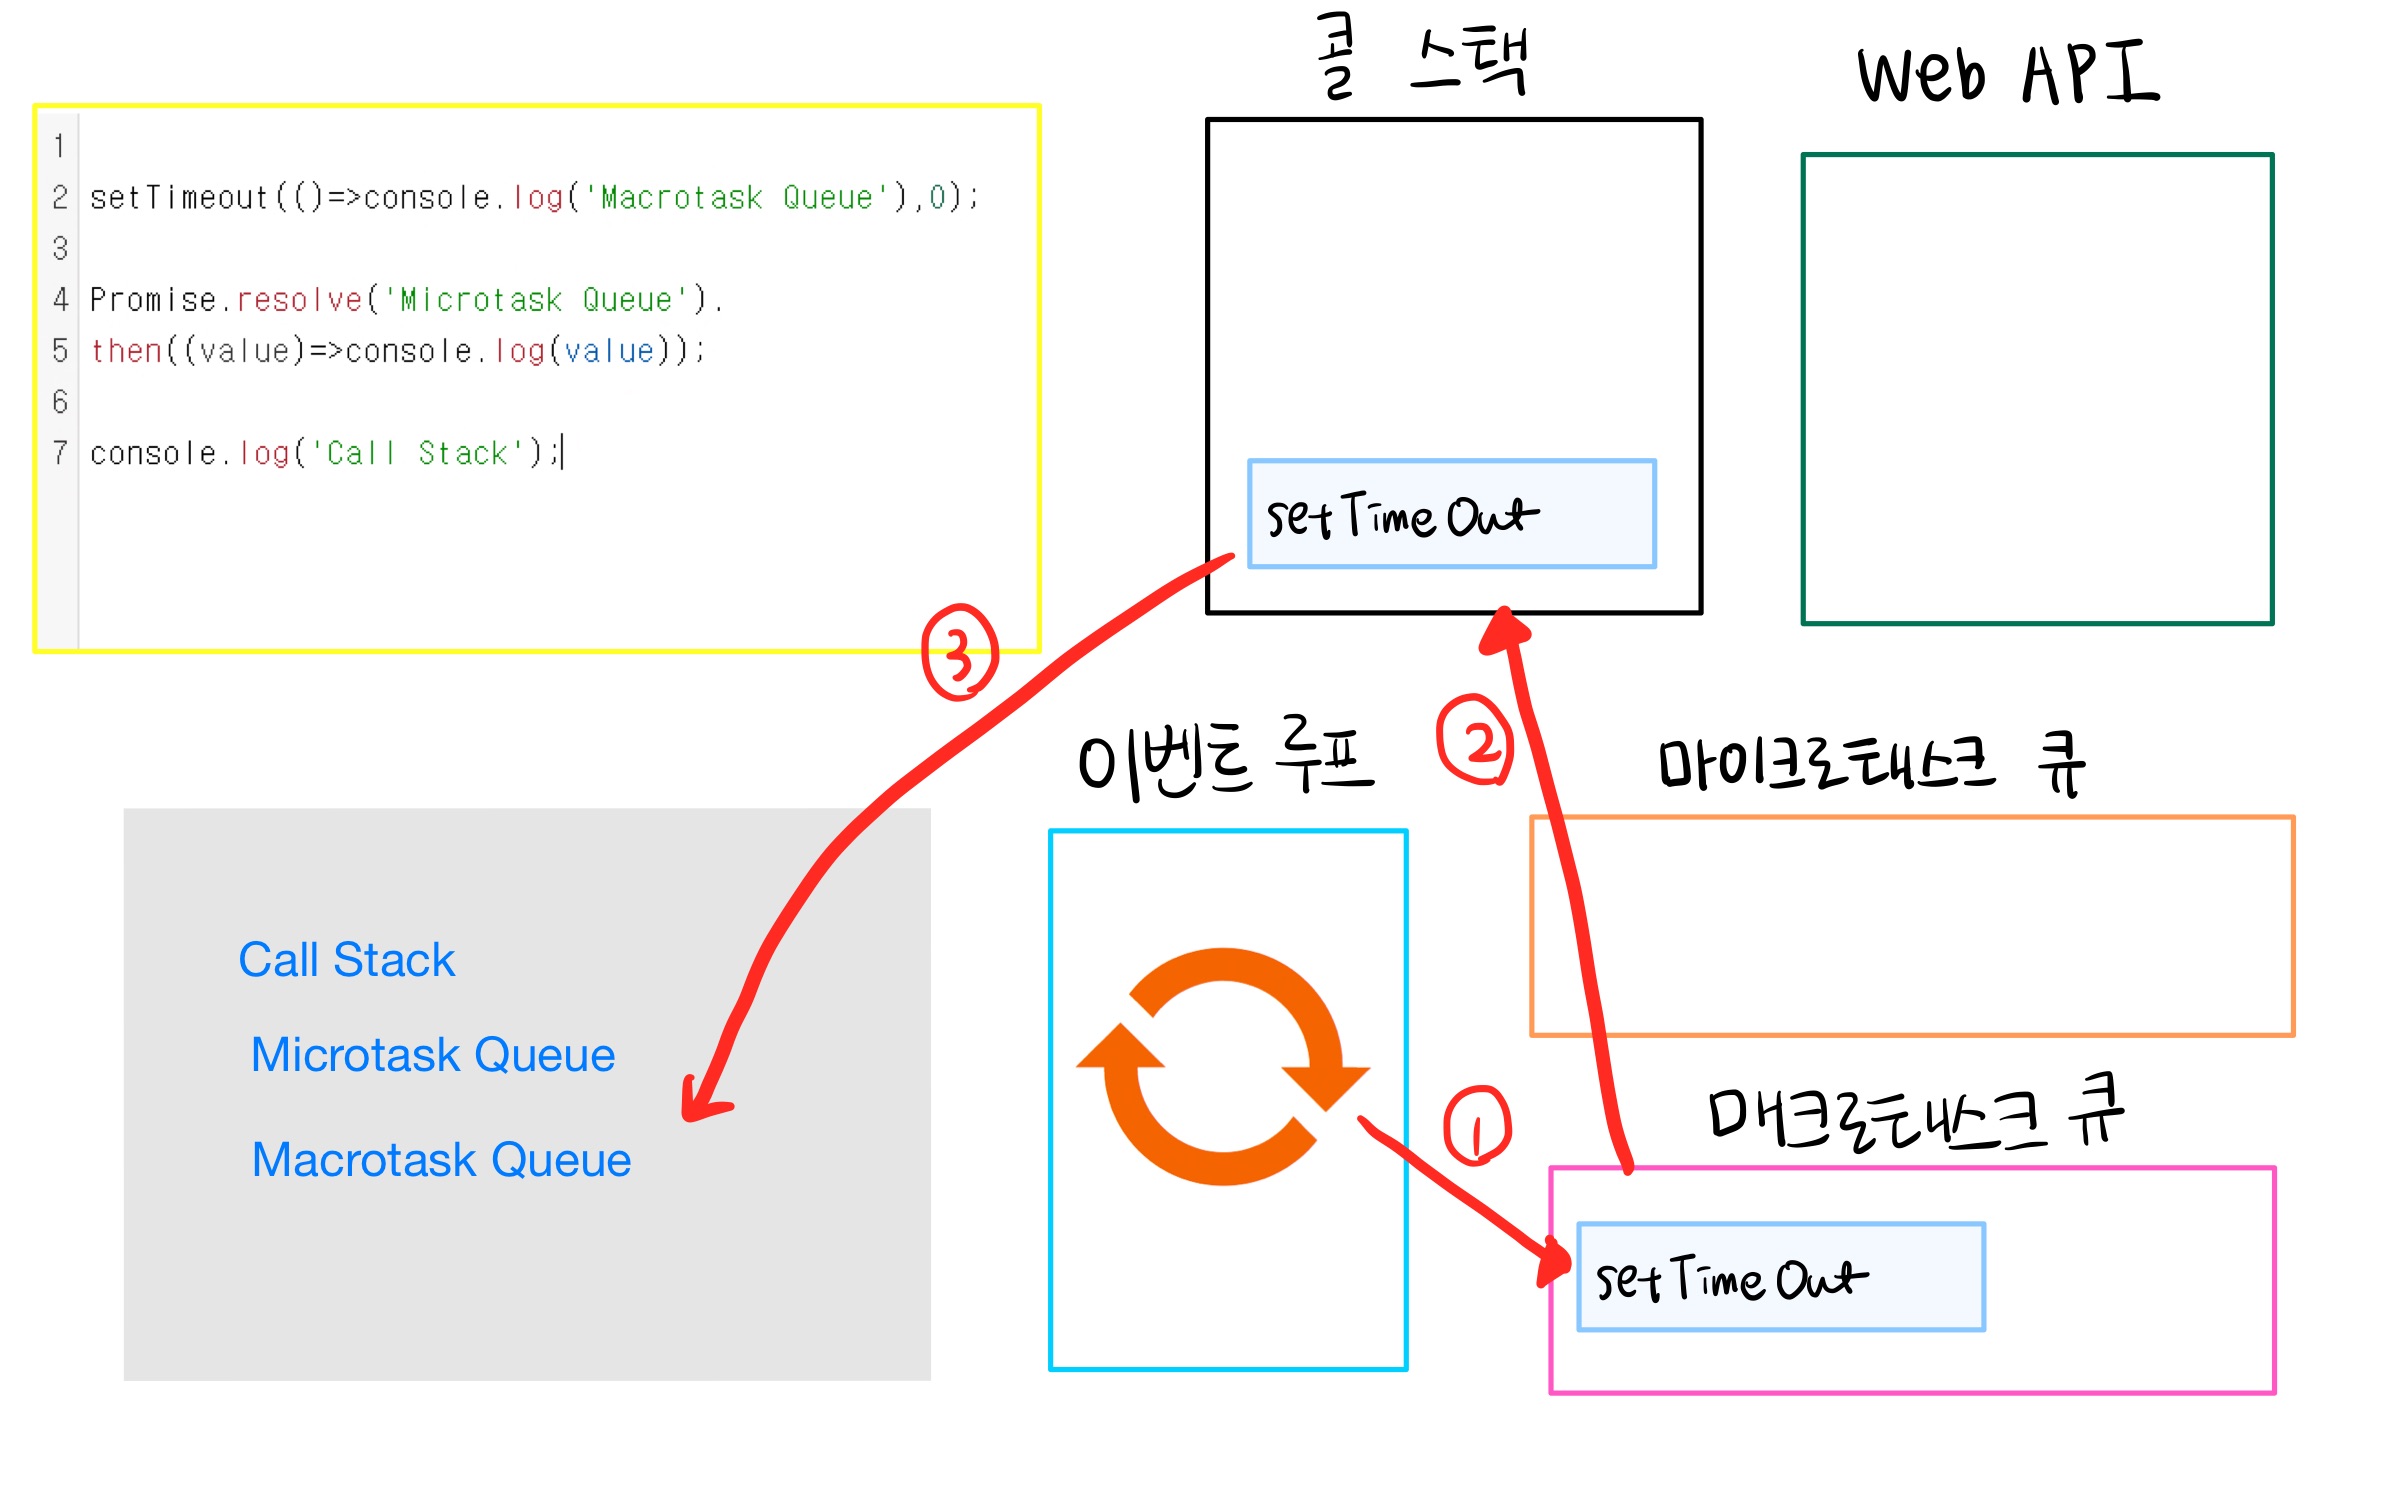 콜 스택
Web API
1
2 setTimeout(()=>console.log('Macrotask Queue'),0);
3
4 Promise.resolve('Microtask Queue').
5 then((value)=>console.log(value));
6
7 console.log('Call Stack');
setTimeOut
③
②
이벤트 루프
마이크로태스크 큐
Call Stack
Microtask Queue
Macrotask Queue
①
매크로태스크 큐
setTimeOut